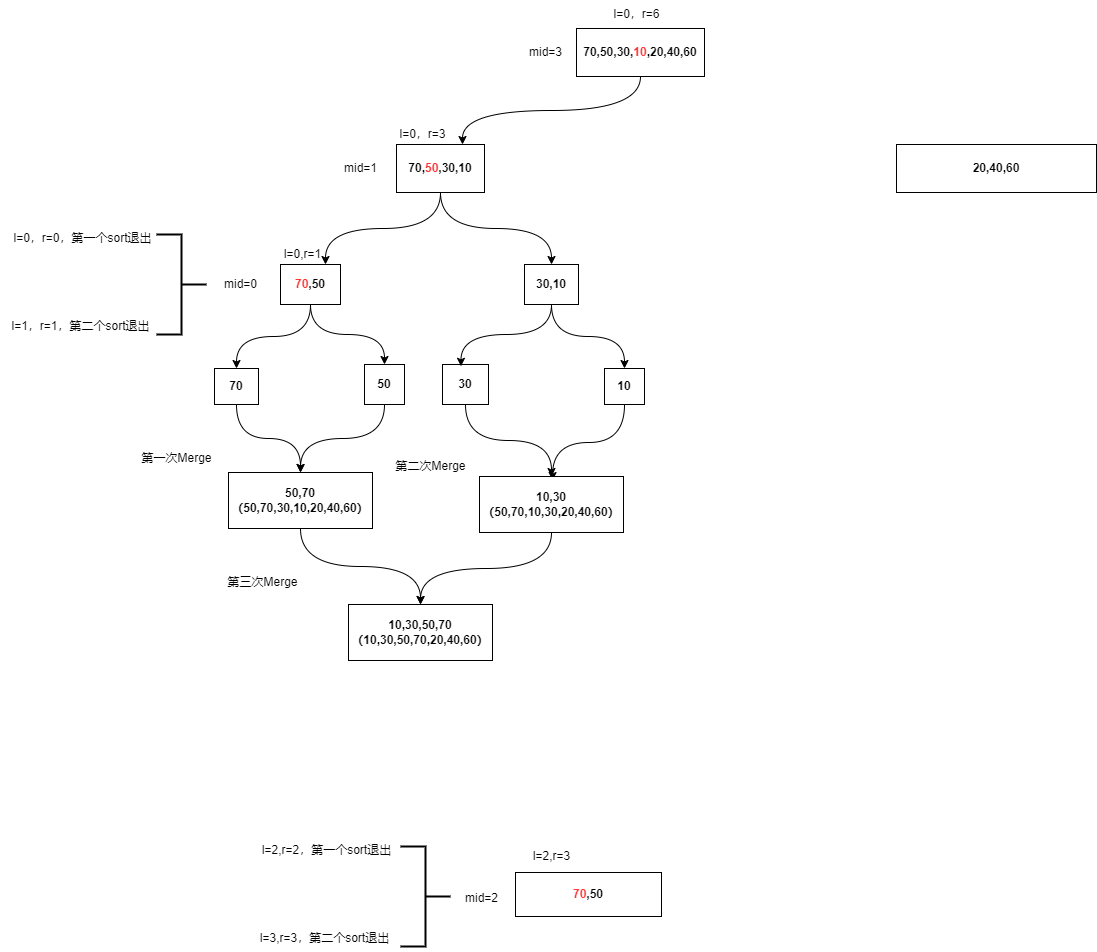 l=0，r=6
mid=3
70,50,30,10,20,40,60
l=0，r=3
mid=1
70,50,30,10
20,40,60
l=0，r=0，第一个sort退出
l=0,r=1
mid=0
70,50
30,10
l=1，r=1，第二个sort退出
70
50
30
10
第一次Merge
第二次Merge
50,70
(50,70,30,10,20,40,60)
10,30
(50,70,10,30,20,40,60)
第三次Merge
10,30,50,70
(10,30,50,70,20,40,60)
l=2,r=2，第一个sort退出
l=2,r=3
mid=2
70,50
l=3,r=3，第二个sort退出